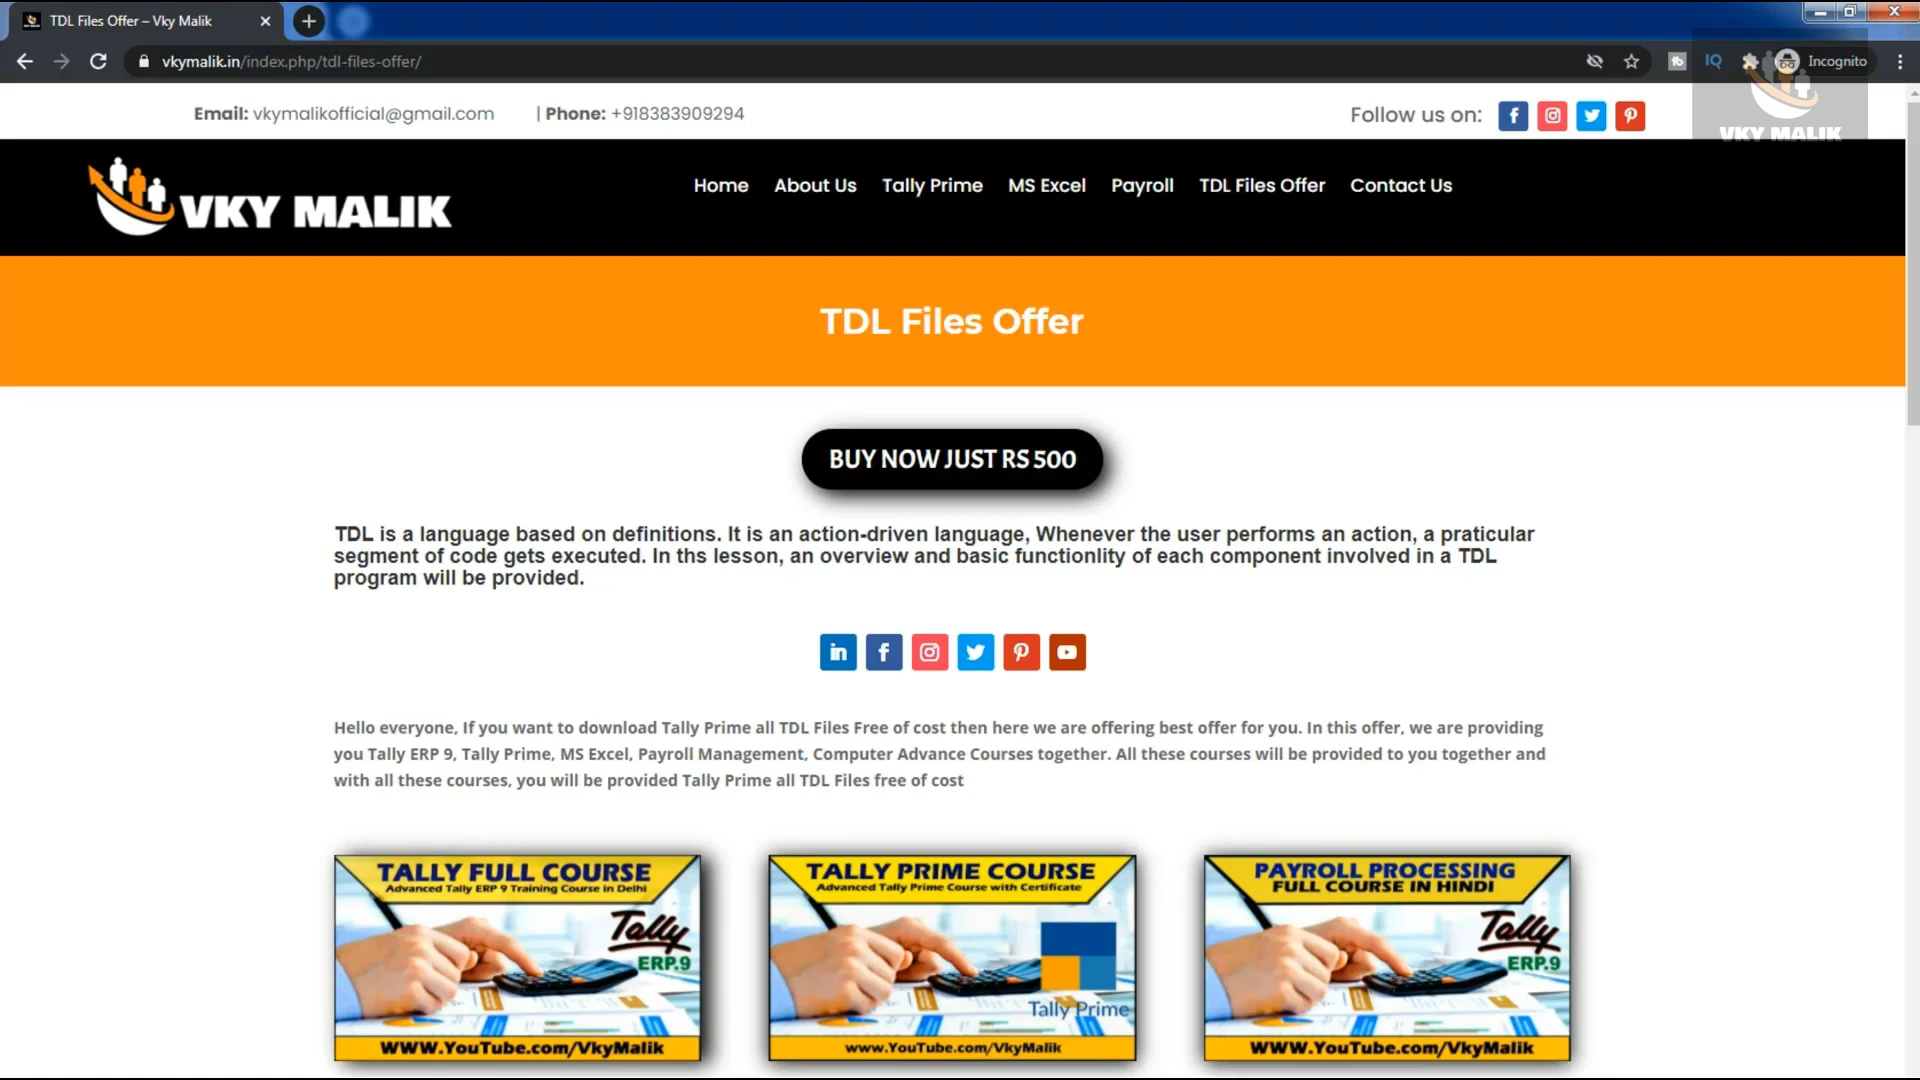 TDL Files Offer – Vky Malik
vkymalik.in/index.php/tdl-files-offer/
IQ
Incognito
Email: vkymalikofficial@gmail.com | Phone: +918383909294
Follow us on:
VKY MALIK
VKY MALIK
Home About Us Tally Prime MS Excel Payroll TDL Files Offer Contact Us
TDL Files Offer
BUY NOW JUST RS 500
TDL is a language based on definitions. It is an action-driven language, Whenever the user performs an action, a praticular
segment of code gets executed. In ths lesson, an overview and basic functionlity of each component involved in a TDL
program will be provided.
Hello everyone, If you want to download Tally Prime all TDL Files Free of cost then here we are offering best offer for you. In this offer, we are providing
you Tally ERP 9, Tally Prime, MS Excel, Payroll Management, Computer Advance Courses together. All these courses will be provided to you together and
with all these courses, you will be provided Tally Prime all TDL Files free of cost
TALLY FULL COURSE
Advanced Tally ERP 9 Training Course in Delhi
Tally
ERP.9
WWW.YouTube.com/VkyMalik
TALLY PRIME COURSE
Advanced Tally Prime Course with Certificate
Tally Prime
www.YouTube.com/VkyMalik
PAYROLL PROCESSING
FULL COURSE IN HINDI
Tally
ERP.9
WWW.YouTube.com/VkyMalik